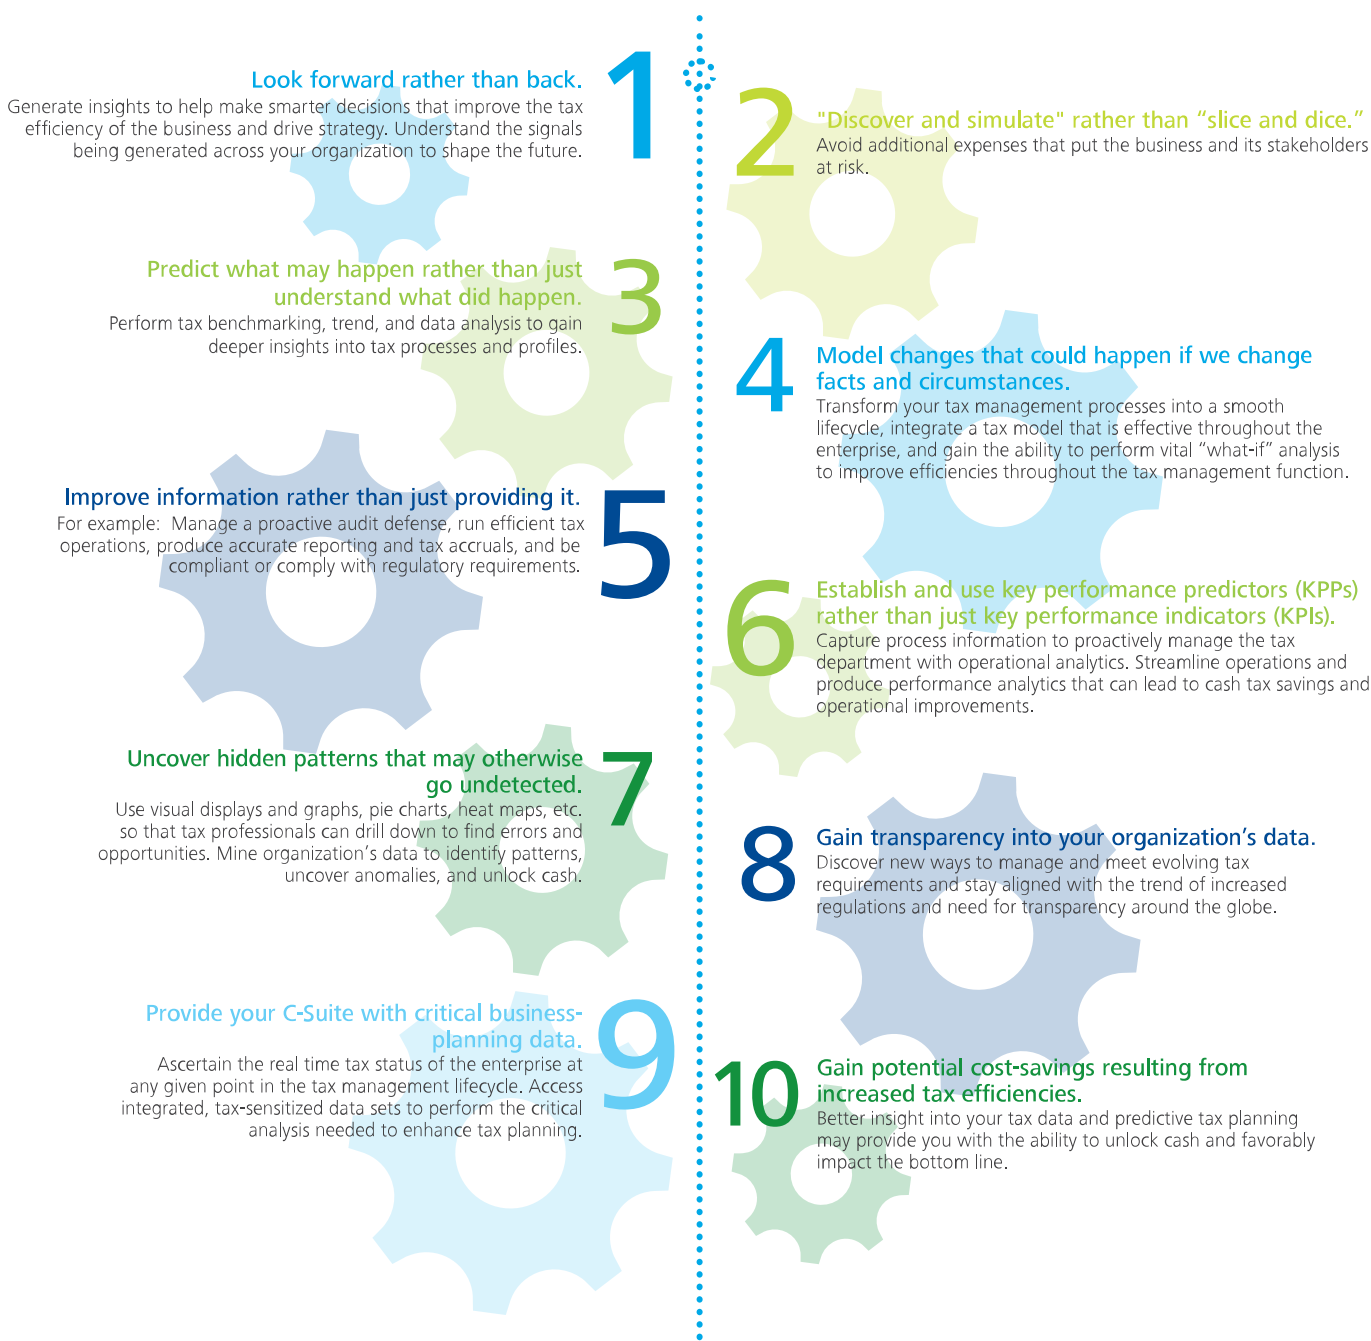 1
Look forward rather than back.
Generate insights to help make smarter decisions that improve the tax
efficiency of the business and drive strategy. Understand the signals
being generated across your organization to shape the future.
2
"Discover and simulate" rather than “slice and dice.”
Avoid additional expenses that put the business and its stakeholders
at risk.
3
Predict what may happen rather than just
understand what did happen.
Perform tax benchmarking, trend, and data analysis to gain
deeper insights into tax processes and profiles.
4
Model changes that could happen if we change
facts and circumstances.
Transform your tax management processes into a smooth
lifecycle, integrate a tax model that is effective throughout the
enterprise, and gain the ability to perform vital “what-if” analysis
to improve efficiencies throughout the tax management function.
5
Improve information rather than just providing it.
For example: Manage a proactive audit defense, run efficient tax
operations, produce accurate reporting and tax accruals, and be
compliant or comply with regulatory requirements.
6
Establish and use key performance predictors (KPPs)
rather than just key performance indicators (KPIs).
Capture process information to proactively manage the tax
department with operational analytics. Streamline operations and
produce performance analytics that can lead to cash tax savings and
operational improvements.
7
Uncover hidden patterns that may otherwise
go undetected.
Use visual displays and graphs, pie charts, heat maps, etc.
so that tax professionals can drill down to find errors and
opportunities. Mine organization’s data to identify patterns,
uncover anomalies, and unlock cash.
8
Gain transparency into your organization’s data.
Discover new ways to manage and meet evolving tax
requirements and stay aligned with the trend of increased
regulations and need for transparency around the globe.
9
Provide your C-Suite with critical business-
planning data.
Ascertain the real time tax status of the enterprise at
any given point in the tax management lifecycle. Access
integrated, tax-sensitized data sets to perform the critical
analysis needed to enhance tax planning.
10
Gain potential cost-savings resulting from
increased tax efficiencies.
Better insight into your tax data and predictive tax planning
may provide you with the ability to unlock cash and favorably
impact the bottom line.